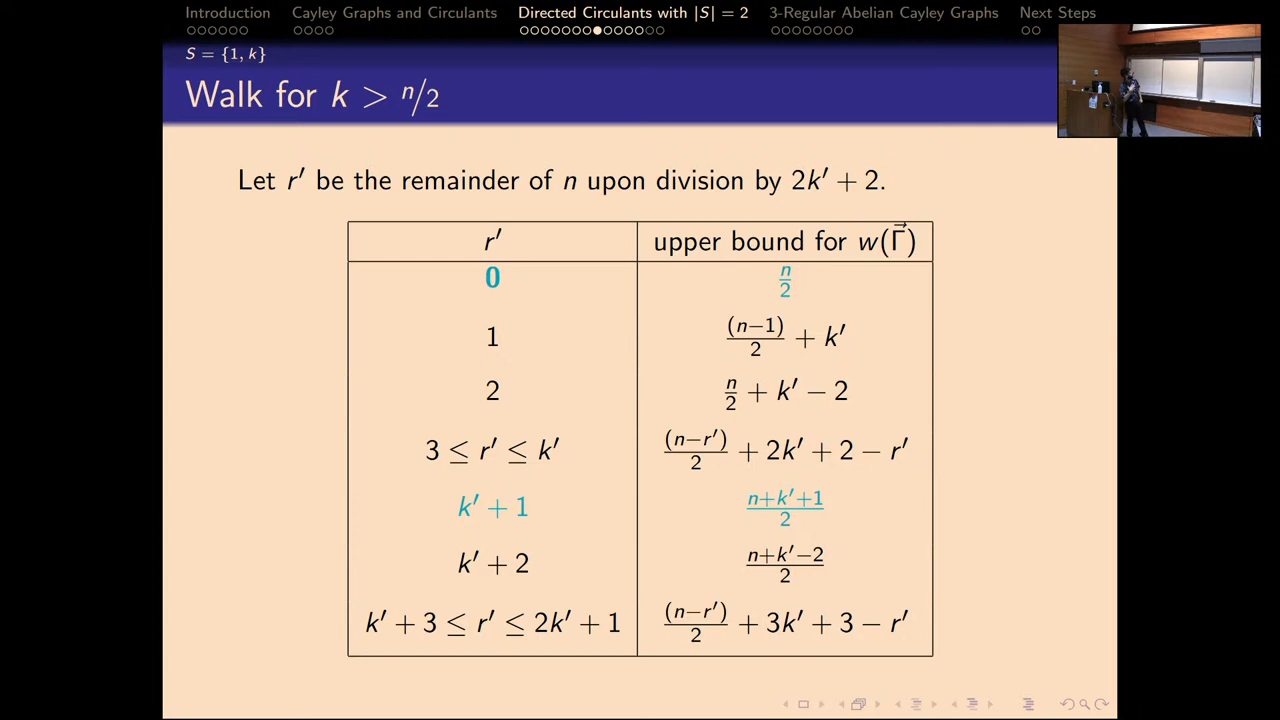 Introduction Cayley Graphs and Circulants Directed Circulants with |S| = 2 3-Regular Abelian Cayley Graphs Next Steps
S = {1, k}
Walk for k > n/2
Let r′ be the remainder of n upon division by 2k′ + 2.
r′ upper bound for w(Γ⃗)
0 n/2
1 (n−1)/2 + k′
2 n/2 + k′ − 2
3 ≤ r′ ≤ k′ (n−r′)/2 + 2k′ + 2 − r′
k′ + 1 n+k′+1/2
k′ + 2 n+k′−2/2
k′ + 3 ≤ r′ ≤ 2k′ + 1 (n−r′)/2 + 3k′ + 3 − r′